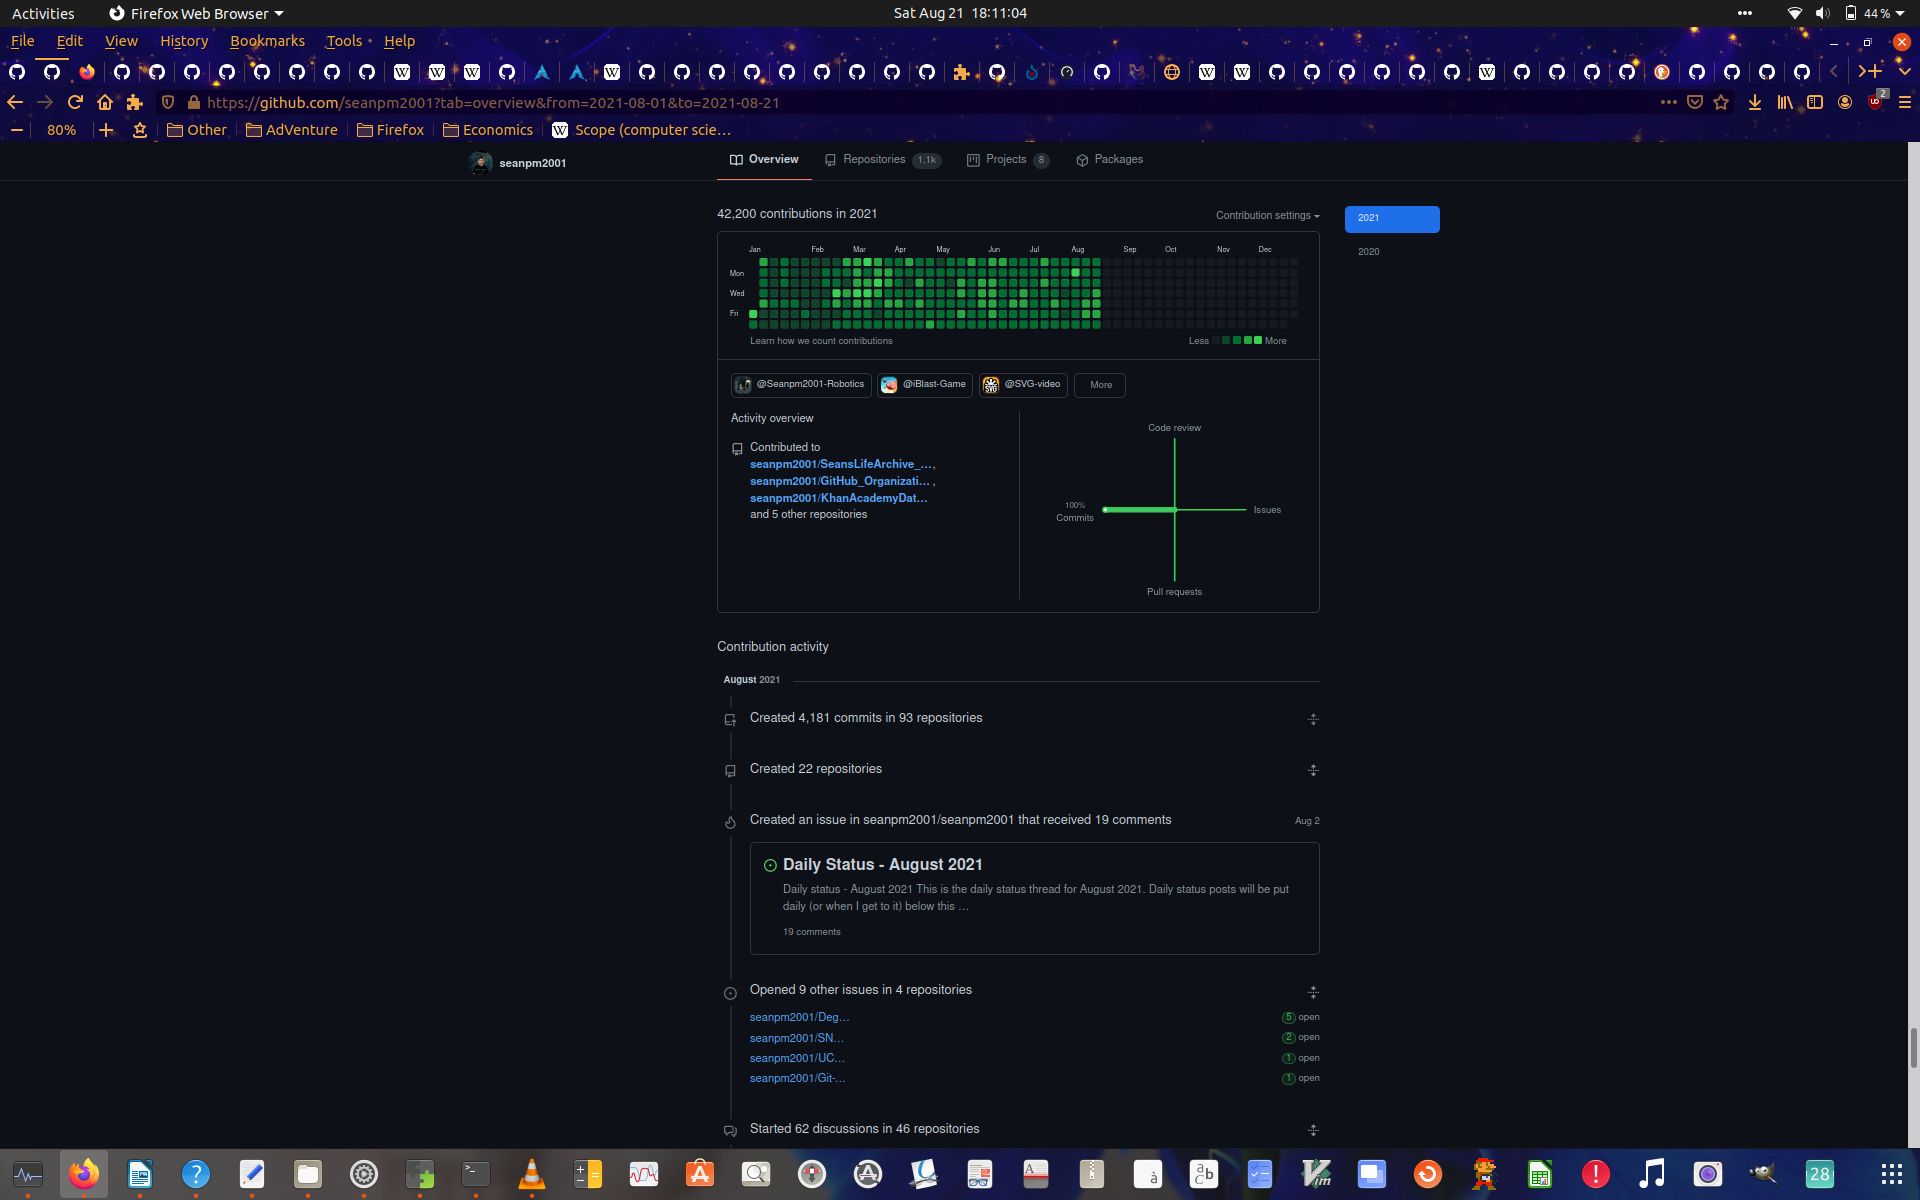 Activities
Firefox Web Browser
Sat Aug 21 18:11:04
44 %
File Edit View History Bookmarks Tools Help
https://github.com/seanpm2001?tab=overview&from=2021-08-01&to=2021-08-21
2
80%
Other
AdVenture
Firefox
Economics
Scope (computer scie…
seanpm2001
Overview
Repositories 1.1k
Projects 8
Packages
42,200 contributions in 2021
Contribution settings
2021
2020
Jan Feb Mar Apr May Jun Jul Aug Sep Oct Nov Dec
Mon
Wed
Fri
Learn how we count contributions
Less More
@Seanpm2001-Robotics
@iBlast-Game
@SVG-video
More
Activity overview
Contributed to
seanpm2001/SeansLifeArchive_…,
seanpm2001/GitHub_Organizati… ,
seanpm2001/KhanAcademyDat…
and 5 other repositories
Code review
100%
Commits
Issues
Pull requests
Contribution activity
August 2021
Created 4,181 commits in 93 repositories
Created 22 repositories
Created an issue in seanpm2001/seanpm2001 that received 19 comments
Aug 2
Daily Status - August 2021
Daily status - August 2021 This is the daily status thread for August 2021. Daily status posts will be put
daily (or when I get to it) below this …
19 comments
Opened 9 other issues in 4 repositories
seanpm2001/Deg…
5 open
seanpm2001/SN…
2 open
seanpm2001/UC…
1 open
seanpm2001/Git-…
1 open
Started 62 discussions in 46 repositories
28